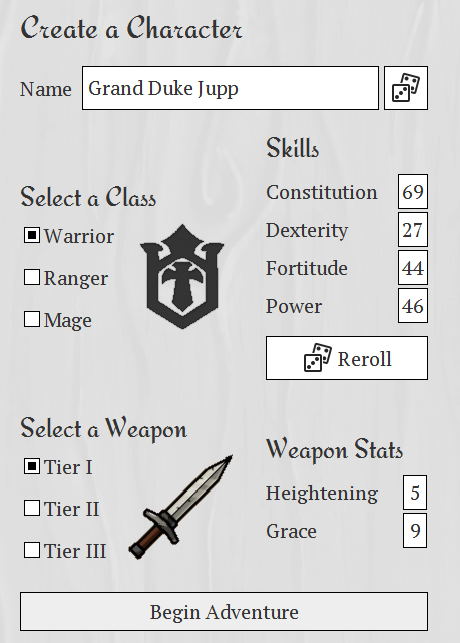 Create a Character
Name
Grand Duke Jupp
Select a Class
Warrior
Ranger
Mage
Skills
Constitution 69
Dexterity 27
Fortitude 44
Power 46
Reroll
Select a Weapon
Tier I
Tier II
Tier III
Weapon Stats
Heightening 5
Grace 9
Begin Adventure